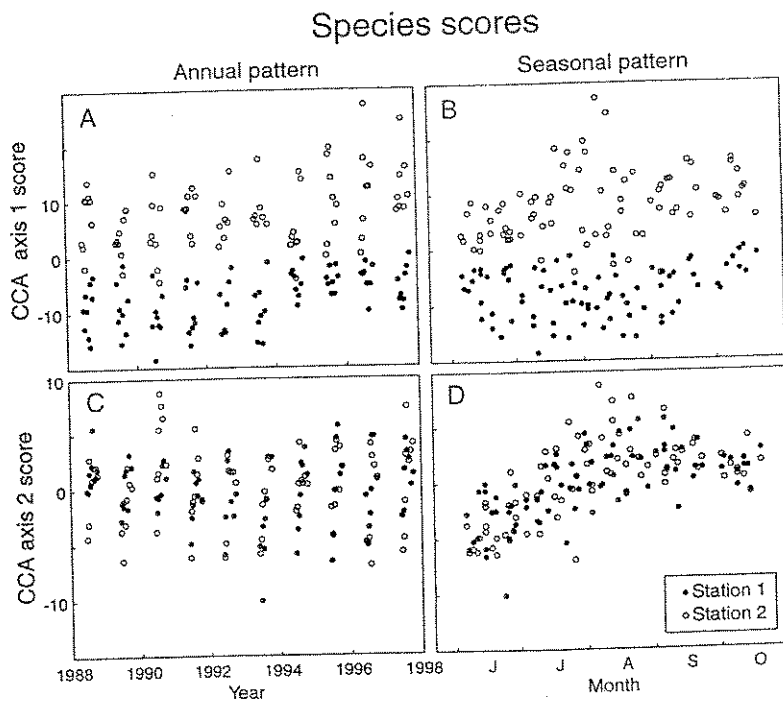 Species scores
Annual pattern
Seasonal pattern
A
B
CCA axis 1 score
10
0
-10
C
D
CCA axis 2 score
10
0
-10
Station 1
Station 2
1988
1990
1992
1994
1996
1998
Year
J
J
A
S
O
Month